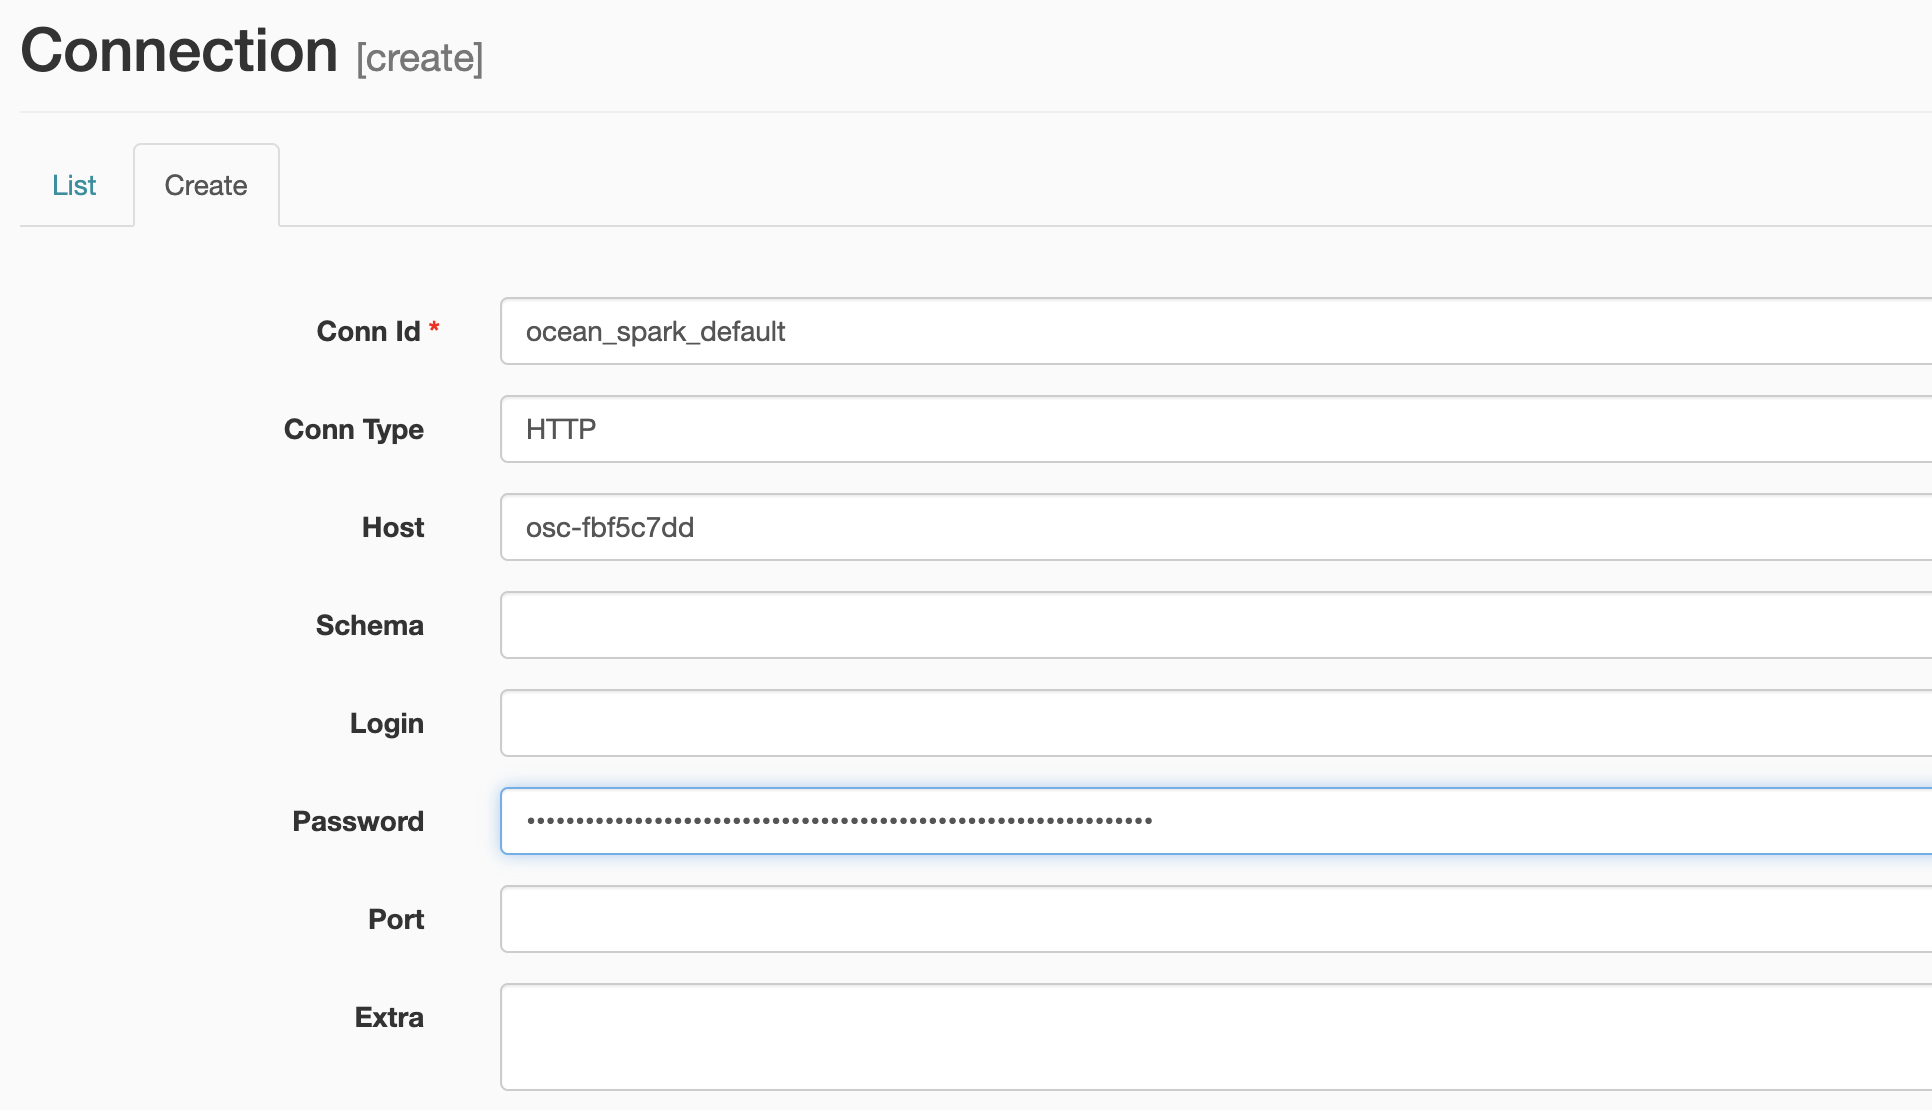 Connection [create]
List Create
Conn Id * ocean_spark_default
Conn Type HTTP
Host osc-fbf5c7dd
Schema
Login
Password ••••••••••••••••••••••••••••••••••••••••••••••••••••••••••••••••
Port
Extra